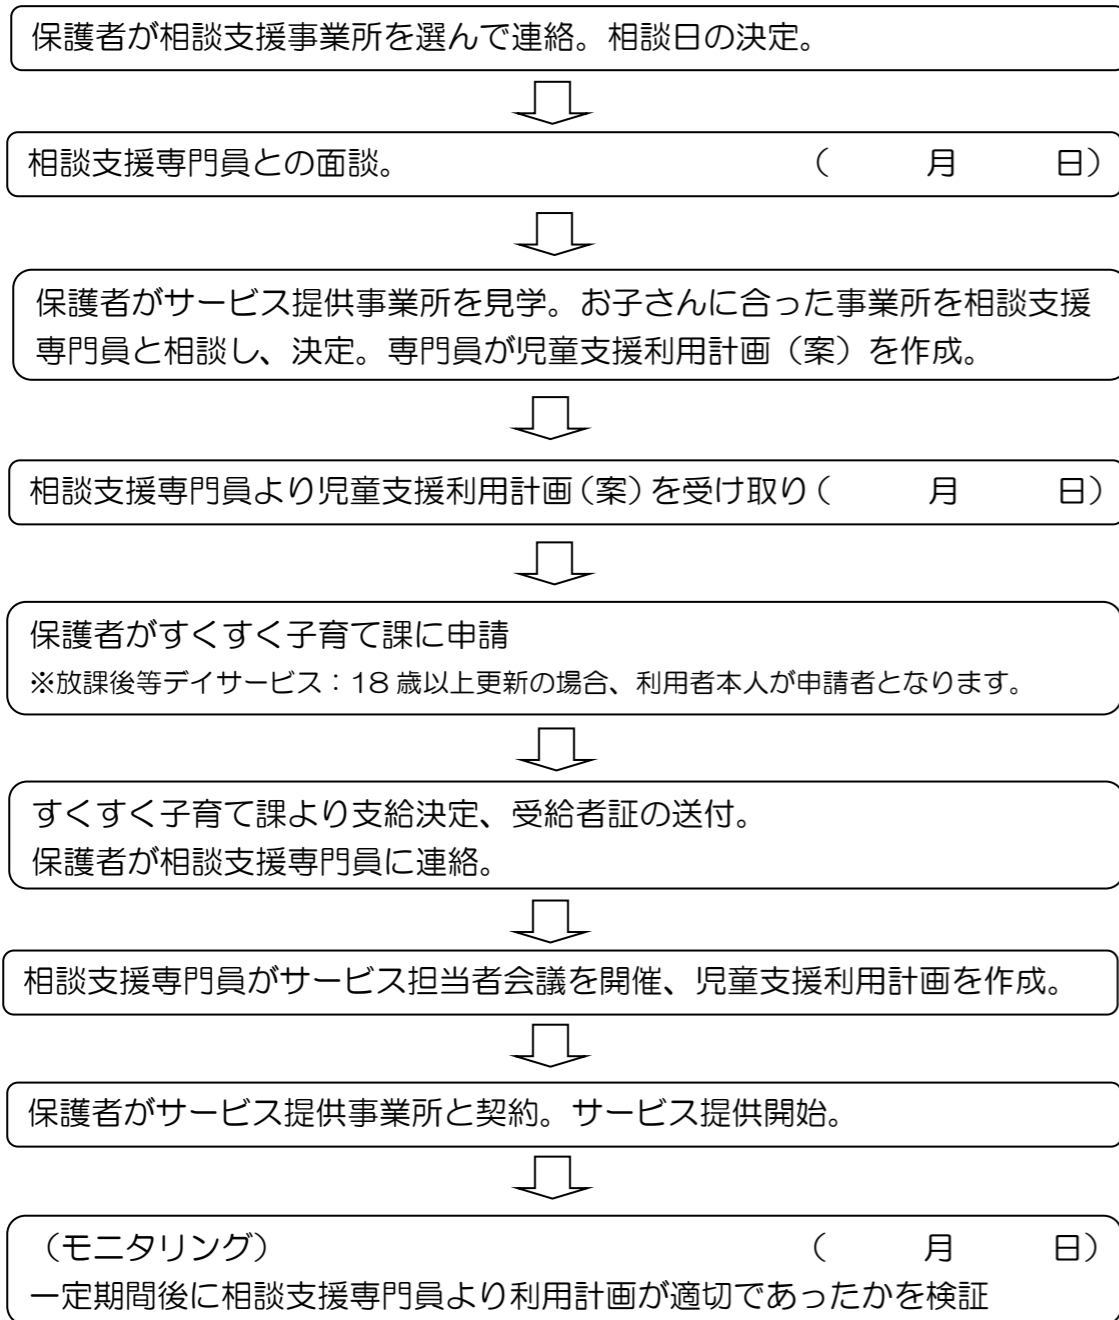 保護者が相談支援事業所を選んで連絡。相談日の決定。
相談支援専門員との面談。　（　　月　　日）
保護者がサービス提供事業所を見学。お子さんに合った事業所を相談支援
専門員と相談し、決定。専門員が児童支援利用計画（案）を作成。
相談支援専門員より児童支援利用計画（案）を受け取り（　　月　　日）
保護者がすくすく子育て課に申請
※放課後等デイサービス：18 歳以上更新の場合、利用者本人が申請者となります。
すくすく子育て課より支給決定、受給者証の送付。
保護者が相談支援専門員に連絡。
相談支援専門員がサービス担当者会議を開催、児童支援利用計画を作成。
保護者がサービス提供事業所と契約。サービス提供開始。
（モニタリング）　（　　月　　日）
一定期間後に相談支援専門員より利用計画が適切であったかを検証